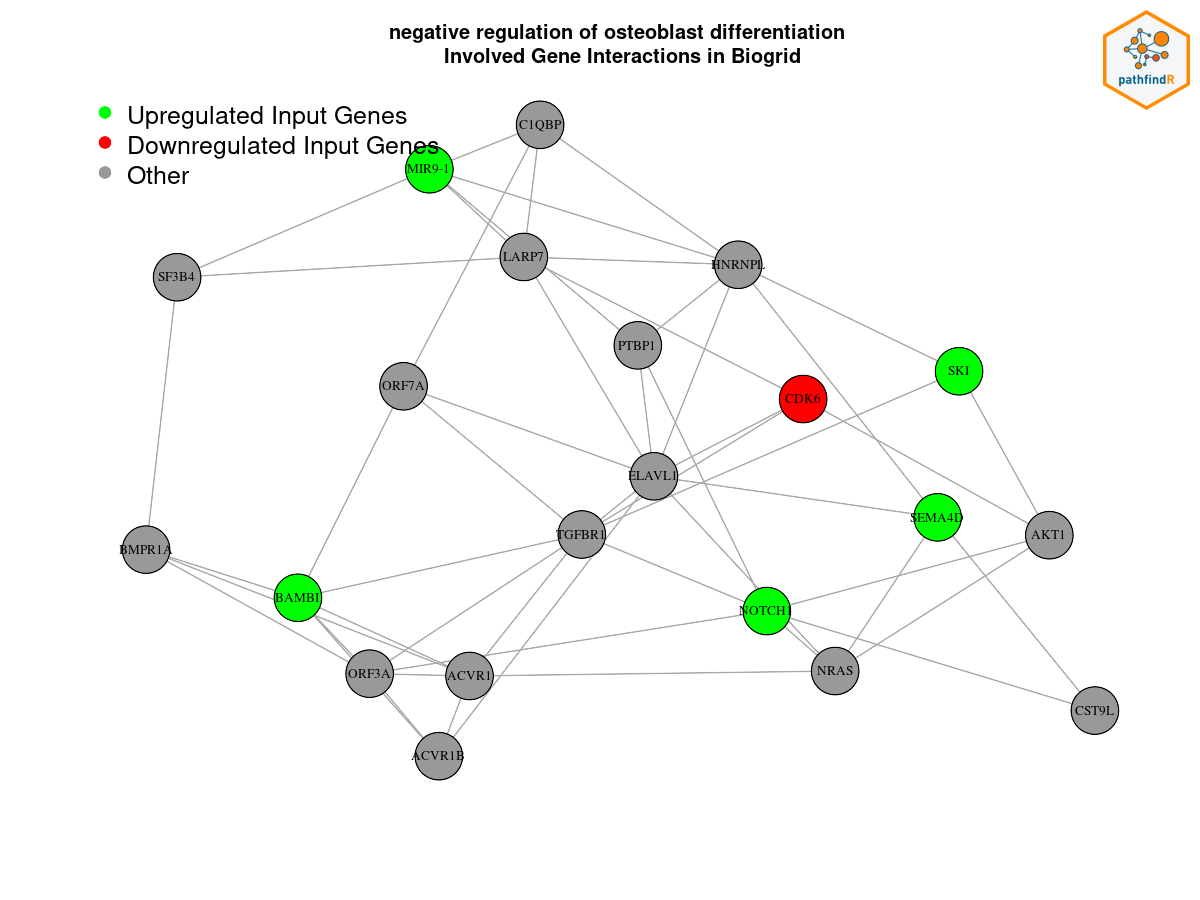 negative regulation of osteoblast differentiation
Involved Gene Interactions in Biogrid
pathfindR
Upregulated Input Genes
Downregulated Input Genes
Other
C1QBP
MIR9-1
LARP7
HNRNPL
SF3B4
PTBP1
SKI
ORF7A
CDK6
ELAVL1
SEMA4D
TGFBR1
AKT1
BMPR1A
BAMBI
NOTCH1
ORF3A
ACVR1
NRAS
CST9L
ACVR1B